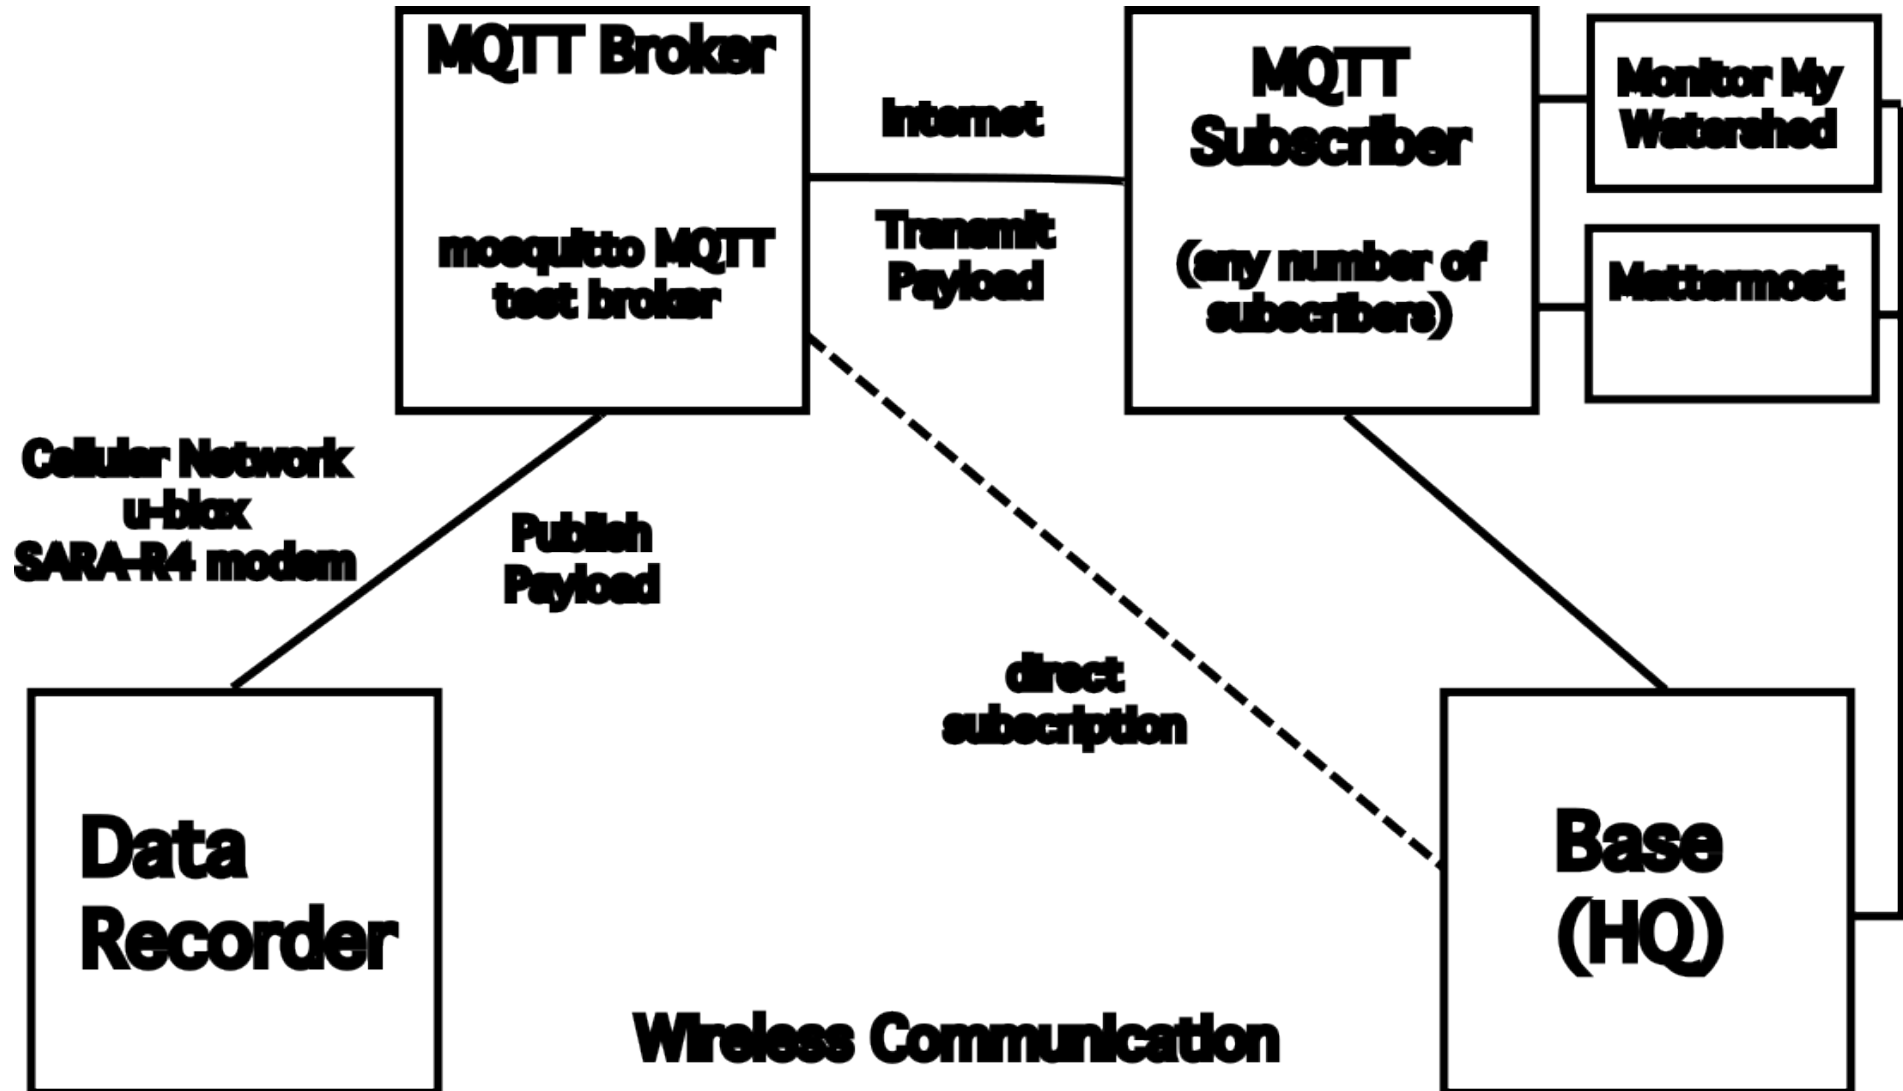 MQTT Broker
mosquitto MQTT
test broker
Internet
Transmit
Payload
MQTT
Subscriber
(any number of
subscribers)
Monitor My
Watershed
Mattermost
Cellular Network
u-blox
SARA-R4 modem
Publish
Payload
direct
subscription
Data
Recorder
Base
(HQ)
Wireless Communication